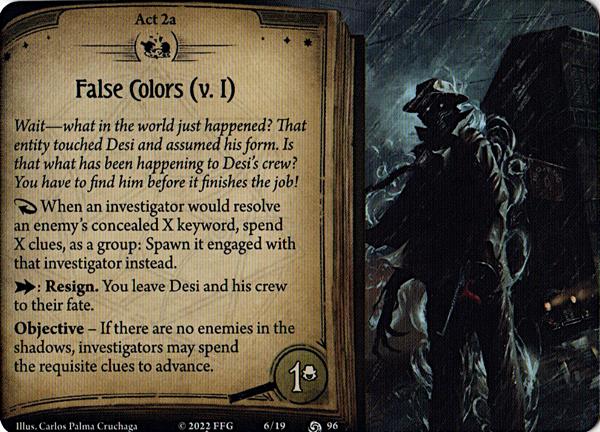 Act 2a
False Colors (v. I)
Wait—what in the world just happened? That
entity touched Desi and assumed his form. Is
that what has been happening to Desi's crew?
You have to find him before it finishes the job!
When an investigator would resolve
an enemy's concealed X keyword, spend
X clues, as a group: Spawn it engaged with
that investigator instead.
: Resign. You leave Desi and his crew
to their fate.
Objective – If there are no enemies in the
shadows, investigators may spend
the requisite clues to advance.
1
Illus. Carlos Palma Cruchaga © 2022 FFG 6/19 96